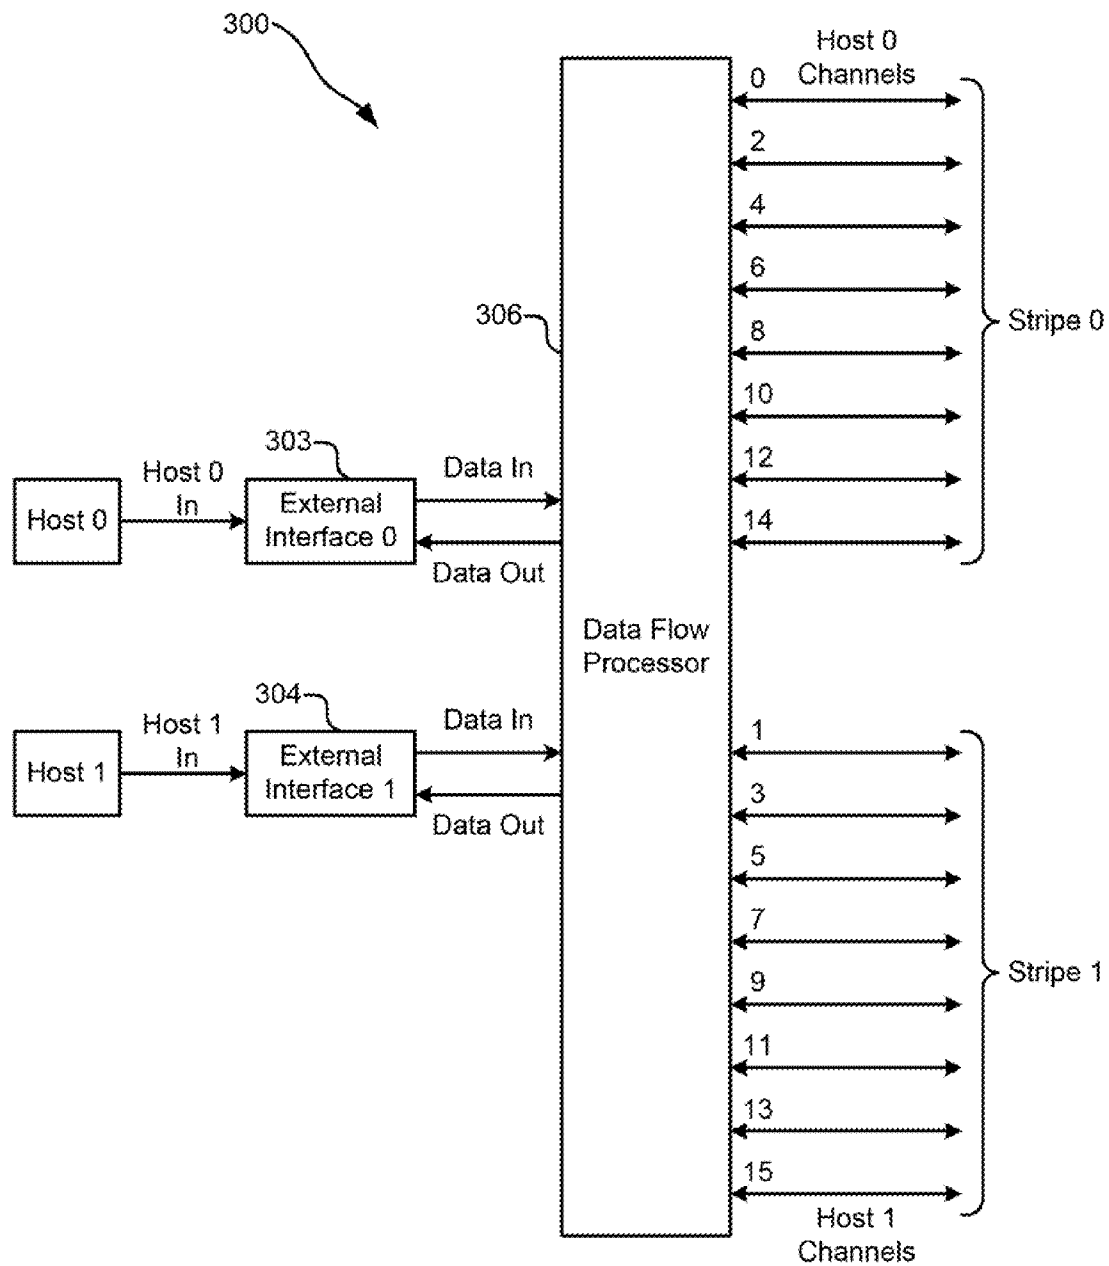 300
Host 0
Channels
0
2
4
6
306
Stripe 0
8
10
303
12
Host 0
In
Data In
Host 0
External
Interface 0
14
Data Out
Data Flow
Processor
304
Host 1
In
Data In
1
Host 1
External
Interface 1
3
Data Out
5
7
9
Stripe 1
11
13
15
Host 1
Channels